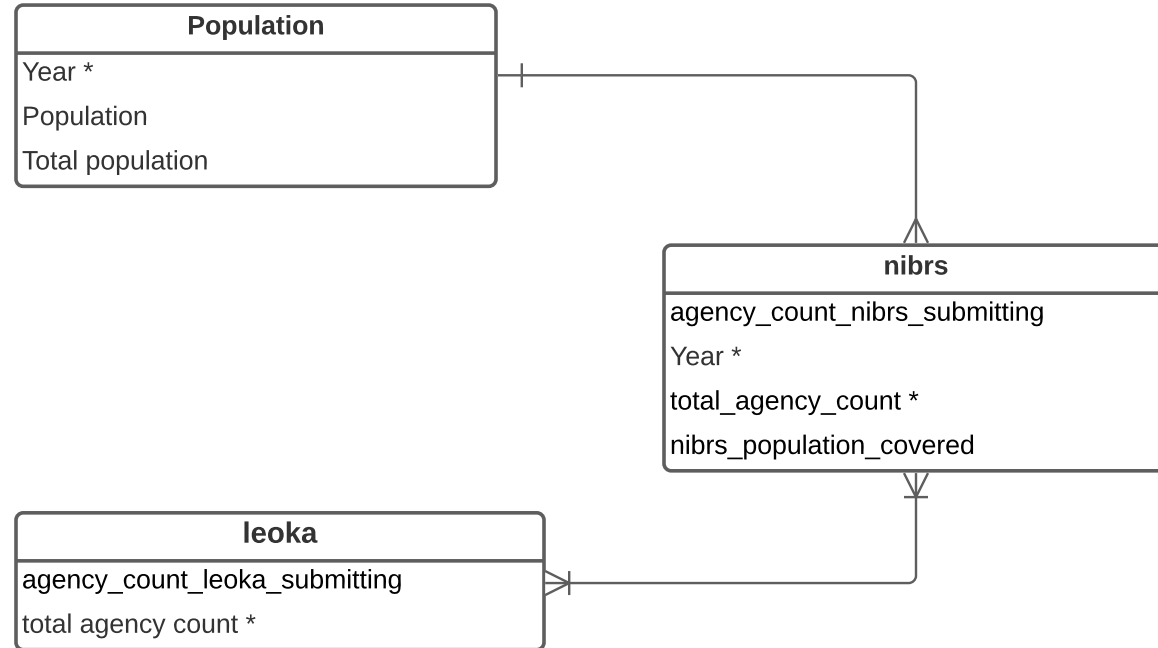 Population
Year *
Population
Total population
nibrs
agency_count_nibrs_submitting
Year *
total_agency_count *
nibrs_population_covered
leoka
agency_count_leoka_submitting
total agency count *